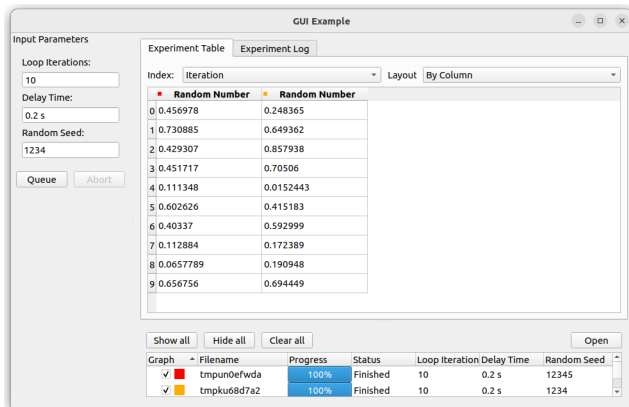 GUI Example
Input Parameters
Loop Iterations:
10
Delay Time:
0.2 s
Random Seed:
1234
Queue Abort
Experiment Table Experiment Log
Index: Iteration Layout By Column
Random Number Random Number
0 0.456978 0.248365
1 0.730885 0.649362
2 0.429307 0.857938
3 0.451717 0.70506
4 0.111348 0.0152443
5 0.602626 0.415183
6 0.40337 0.592999
7 0.112884 0.172389
8 0.0657789 0.190948
9 0.656756 0.694449
Show all Hide all Clear all Open
Graph Filename Progress Status Loop Iteration Delay Time Random Seed
tmpun0efwda 100% Finished 10 0.2 s 12345
tmpku68d7a2 100% Finished 10 0.2 s 1234